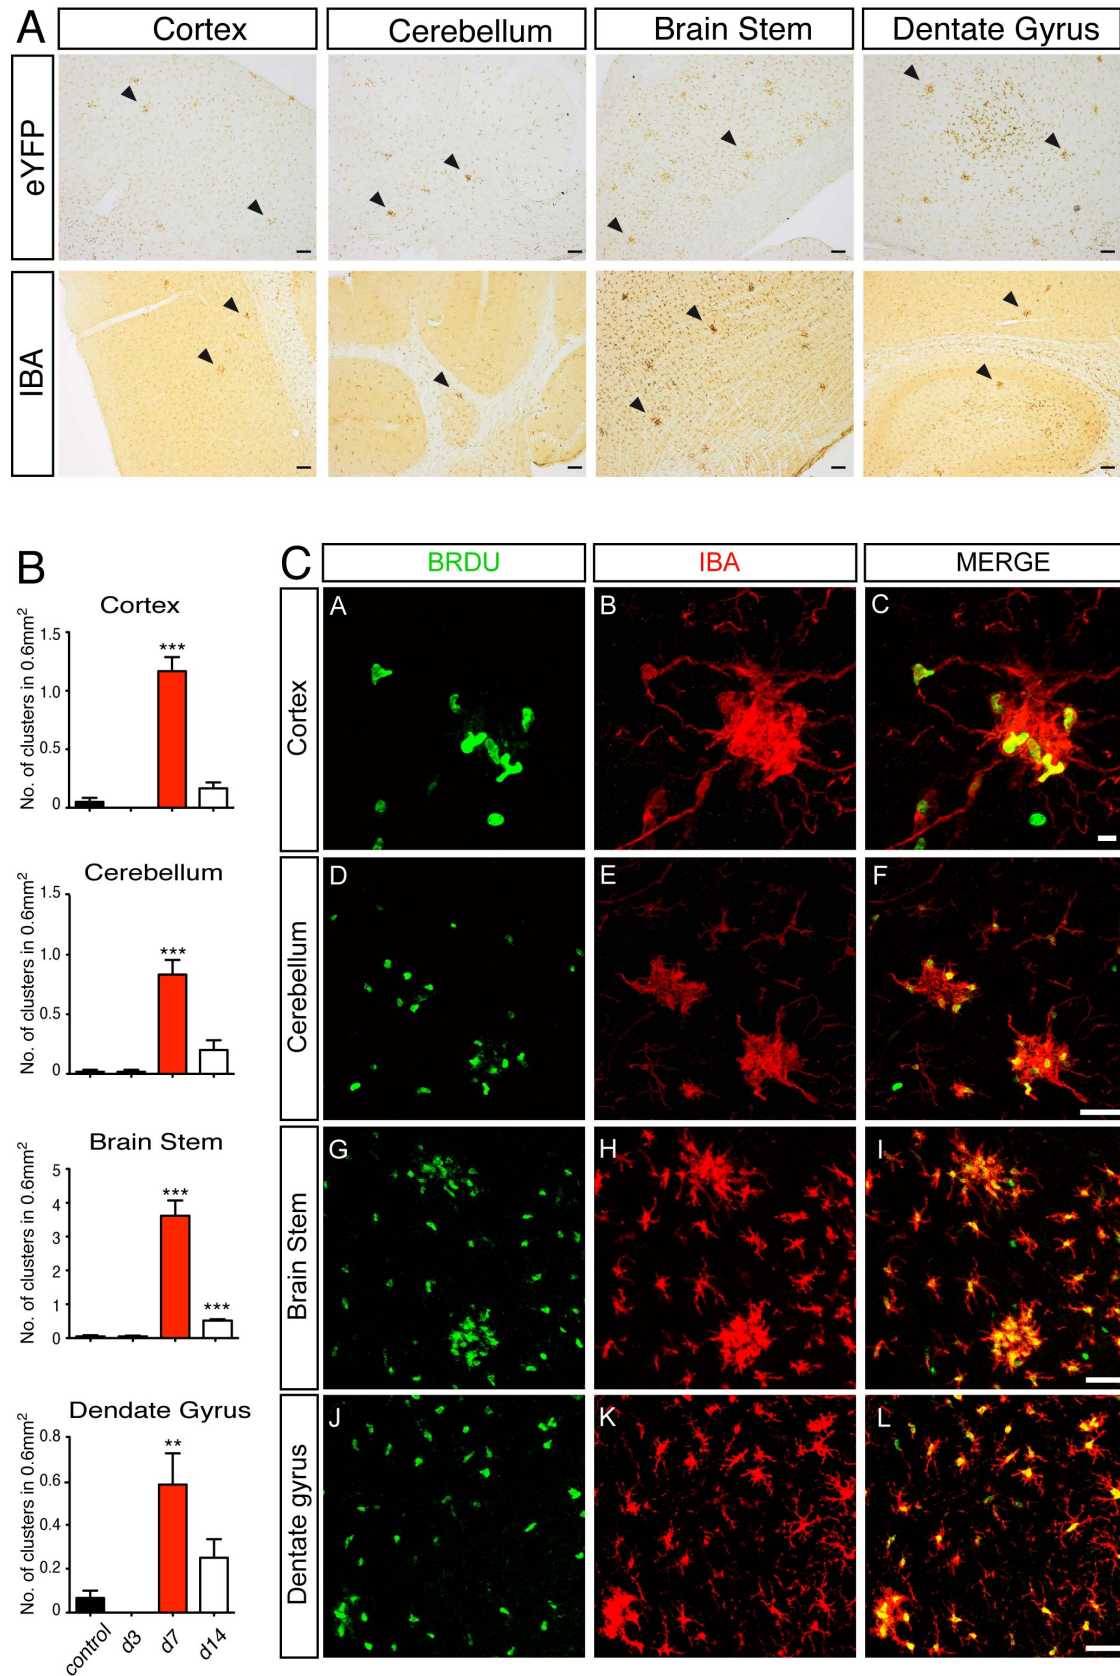 A
Cortex
Cerebellum
Brain Stem
Dentate Gyrus
eYFP
IBA
B
Cortex
No. of clusters in 0.6mm²
1.5
1.0
0.5
0
***
Cerebellum
No. of clusters in 0.6mm²
1.5
1.0
0.5
0
***
Brain Stem
No. of clusters in 0.6mm²
5
4
3
2
1
0
***
***
Dendate Gyrus
No. of clusters in 0.6mm²
0.8
0.6
0.4
0.2
0
**
control
d3
d7
d14
C
BRDU
IBA
MERGE
Cortex
A
B
C
Cerebellum
D
E
F
Brain Stem
G
H
I
Dentate gyrus
J
K
L